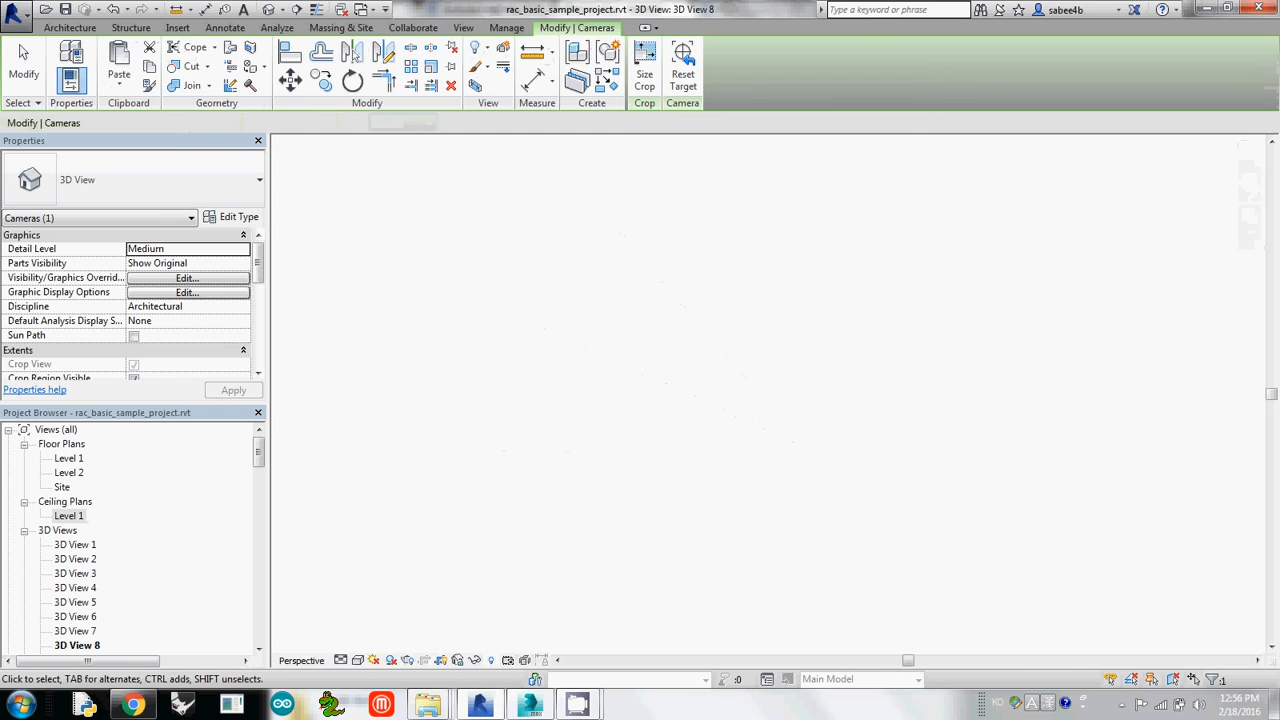 rac_basic_sample_project.rvt - 3D View: 3D View 8
Type a keyword or phrase
sabee4b
Architecture Structure Insert Annotate Analyze Massing & Site Collaborate View Manage Modify | Cameras
Modify
Properties
Paste
Cope
Cut
Join
Size Crop
Reset Target
Select Properties Clipboard Geometry Modify View Measure Create Crop Camera
Modify | Cameras
Properties
3D View
Cameras (1) Edit Type
Graphics
Detail Level Medium
Parts Visibility Show Original
Visibility/Graphics Overrid... Edit...
Graphic Display Options Edit...
Discipline Architectural
Default Analysis Display S... None
Sun Path
Extents
Crop View
Crop Region Visible
Properties help Apply
Project Browser - rac_basic_sample_project.rvt
Views (all)
Floor Plans
Level 1
Level 2
Site
Ceiling Plans
Level 1
3D Views
3D View 1
3D View 2
3D View 3
3D View 4
3D View 5
3D View 6
3D View 7
3D View 8
Perspective
Click to select, TAB for alternates, CTRL adds, SHIFT unselects.
:0
Main Model
:1
KO
12:56 PM
2/18/2016